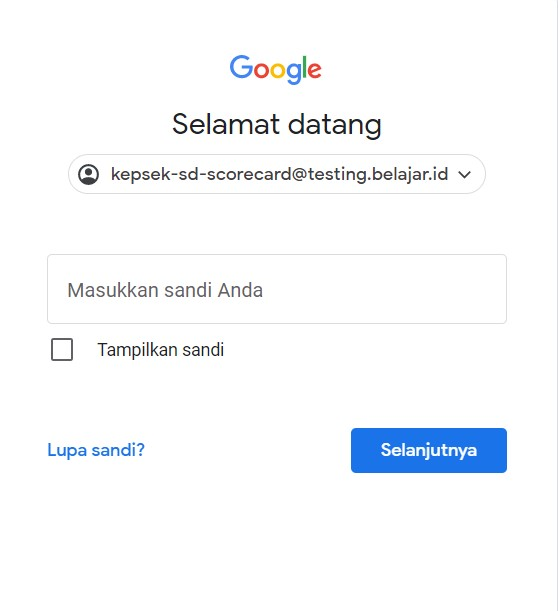 Google
Selamat datang
kepsek-sd-scorecard@testing.belajar.id
Masukkan sandi Anda
Tampilkan sandi
Lupa sandi?
Selanjutnya